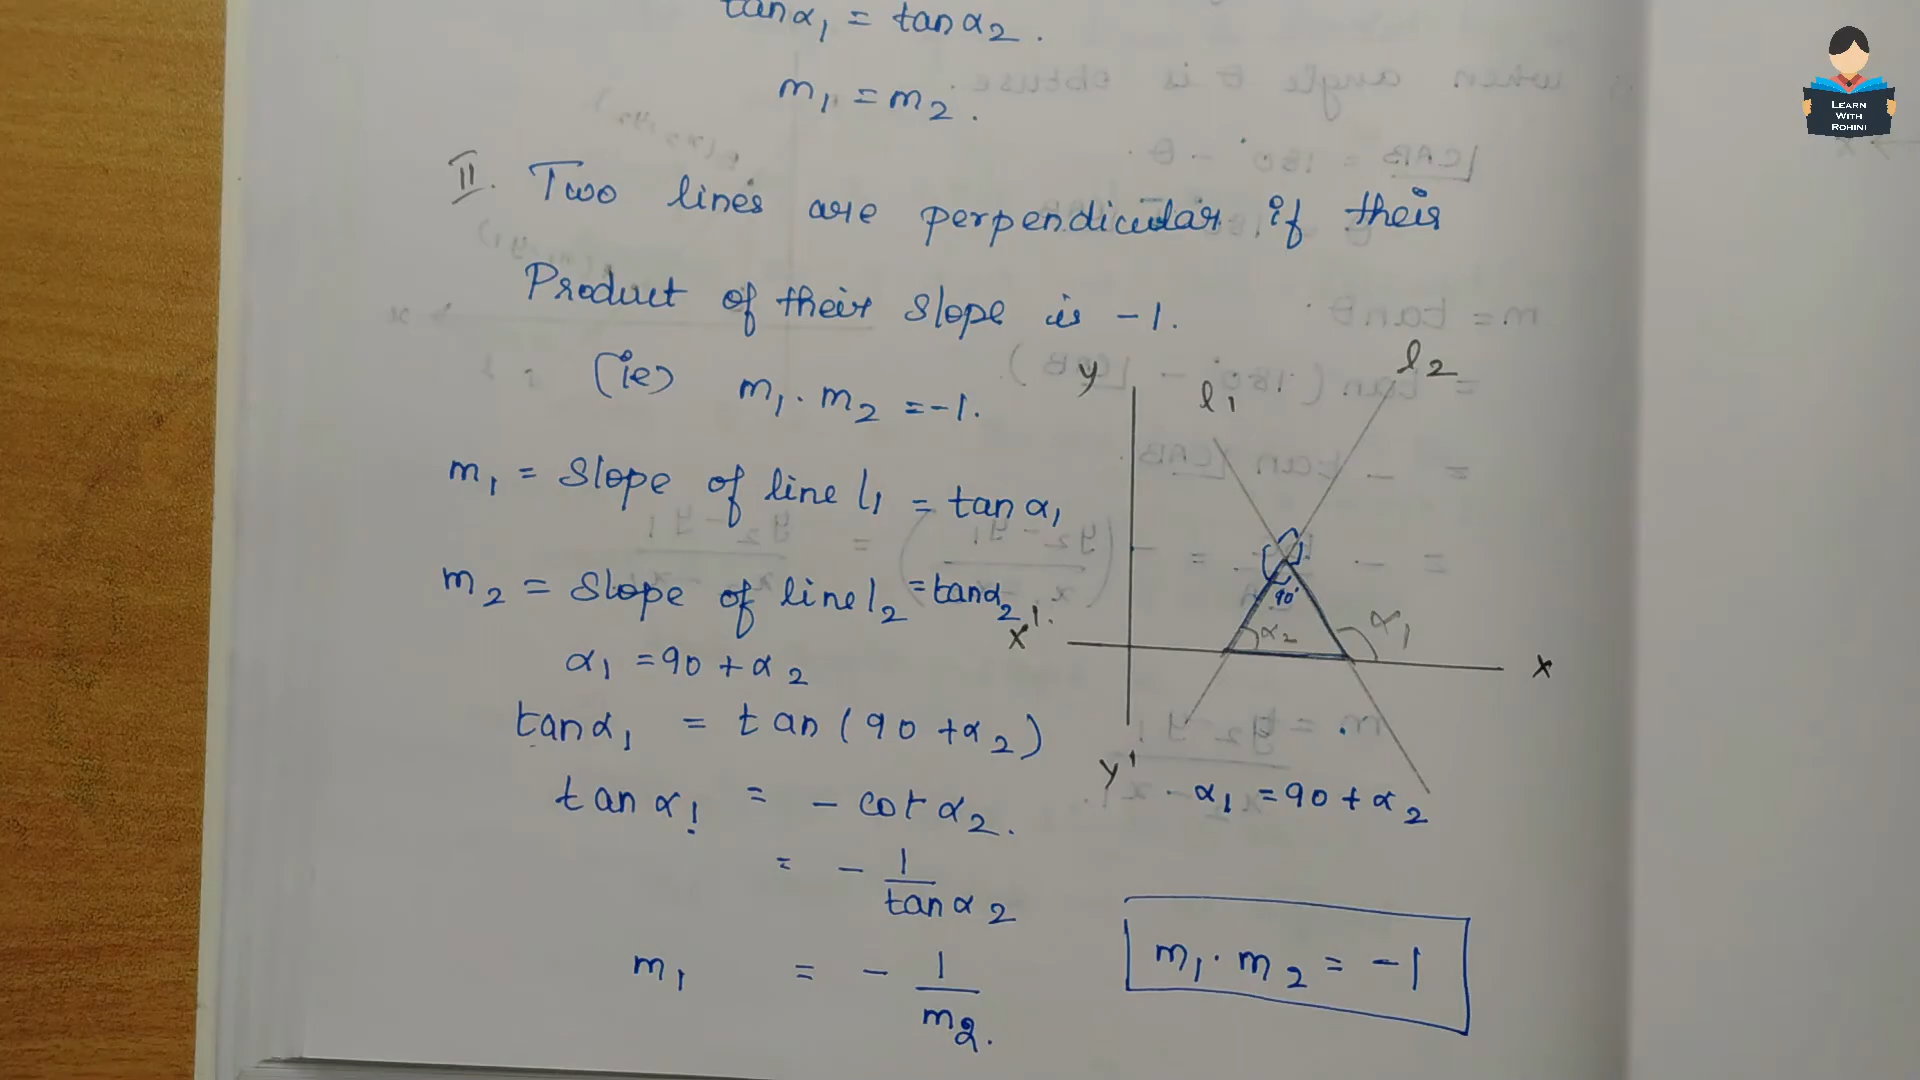 tan α₁ = tan α₂.
m₁ = m₂.
II. Two lines are perpendicular if their
Product of their slope is -1.
(ie) m₁. m₂ = -1.
m₁ = Slope of line l₁ = tan α₁
m₂ = Slope of line l₂ = tan α₂.
α₁ = 90 + α₂
tan α₁ = tan (90 + α₂)
tan α₁ = - cot α₂.
= - 1/tan α₂
m₁ = - 1/m₂.
y
l₁
l₂
90°
α₂
α₁
X'
X
y'
α₁ = 90 + α₂
m₁. m₂ = -1
LEARN
WITH
ROHINI